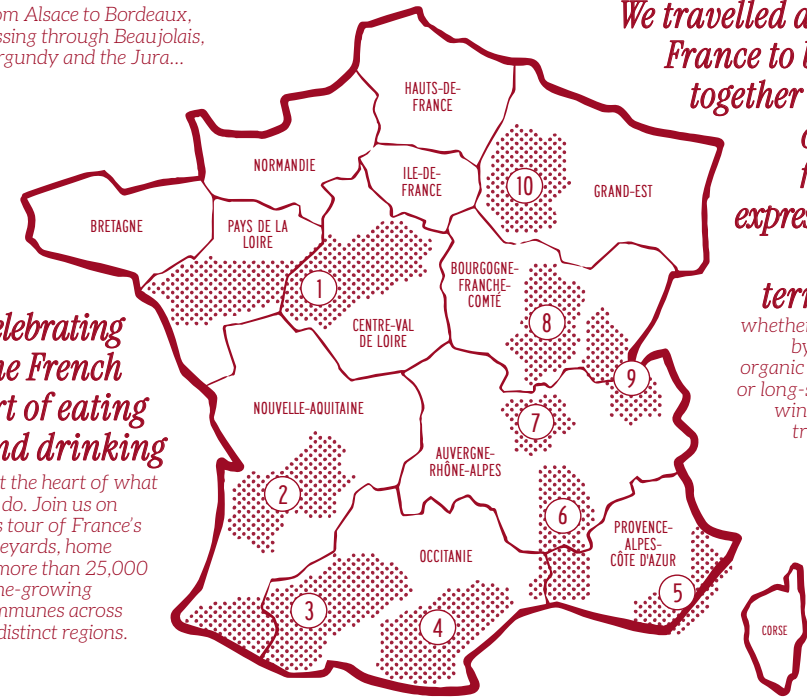 om Alsace to Bordeaux,
ssing through Beaujolais,
rgundy and the Jura...
We travelled a
France to b
together
expres
terr
whether
by
organic
or long-s
win
tr
elebrating
he French
rt of eating
nd drinking
t the heart of what
do. Join us on
s tour of France's
eyards, home
more than 25,000
ne-growing
mmunes across
distinct regions.
HAUTS-DE-
FRANCE
NORMANDIE
ILE-DE-
FRANCE
10
GRAND-EST
BRETAGNE
PAYS DE LA
LOIRE
1
CENTRE-VAL
DE LOIRE
BOURGOGNE-
FRANCHE-
COMTÉ
8
9
NOUVELLE-AQUITAINE
7
AUVERGNE-
RHÔNE-ALPES
2
6
PROVENCE-
ALPES-
CÔTE D'AZUR
OCCITANIE
5
3
4
CORSE